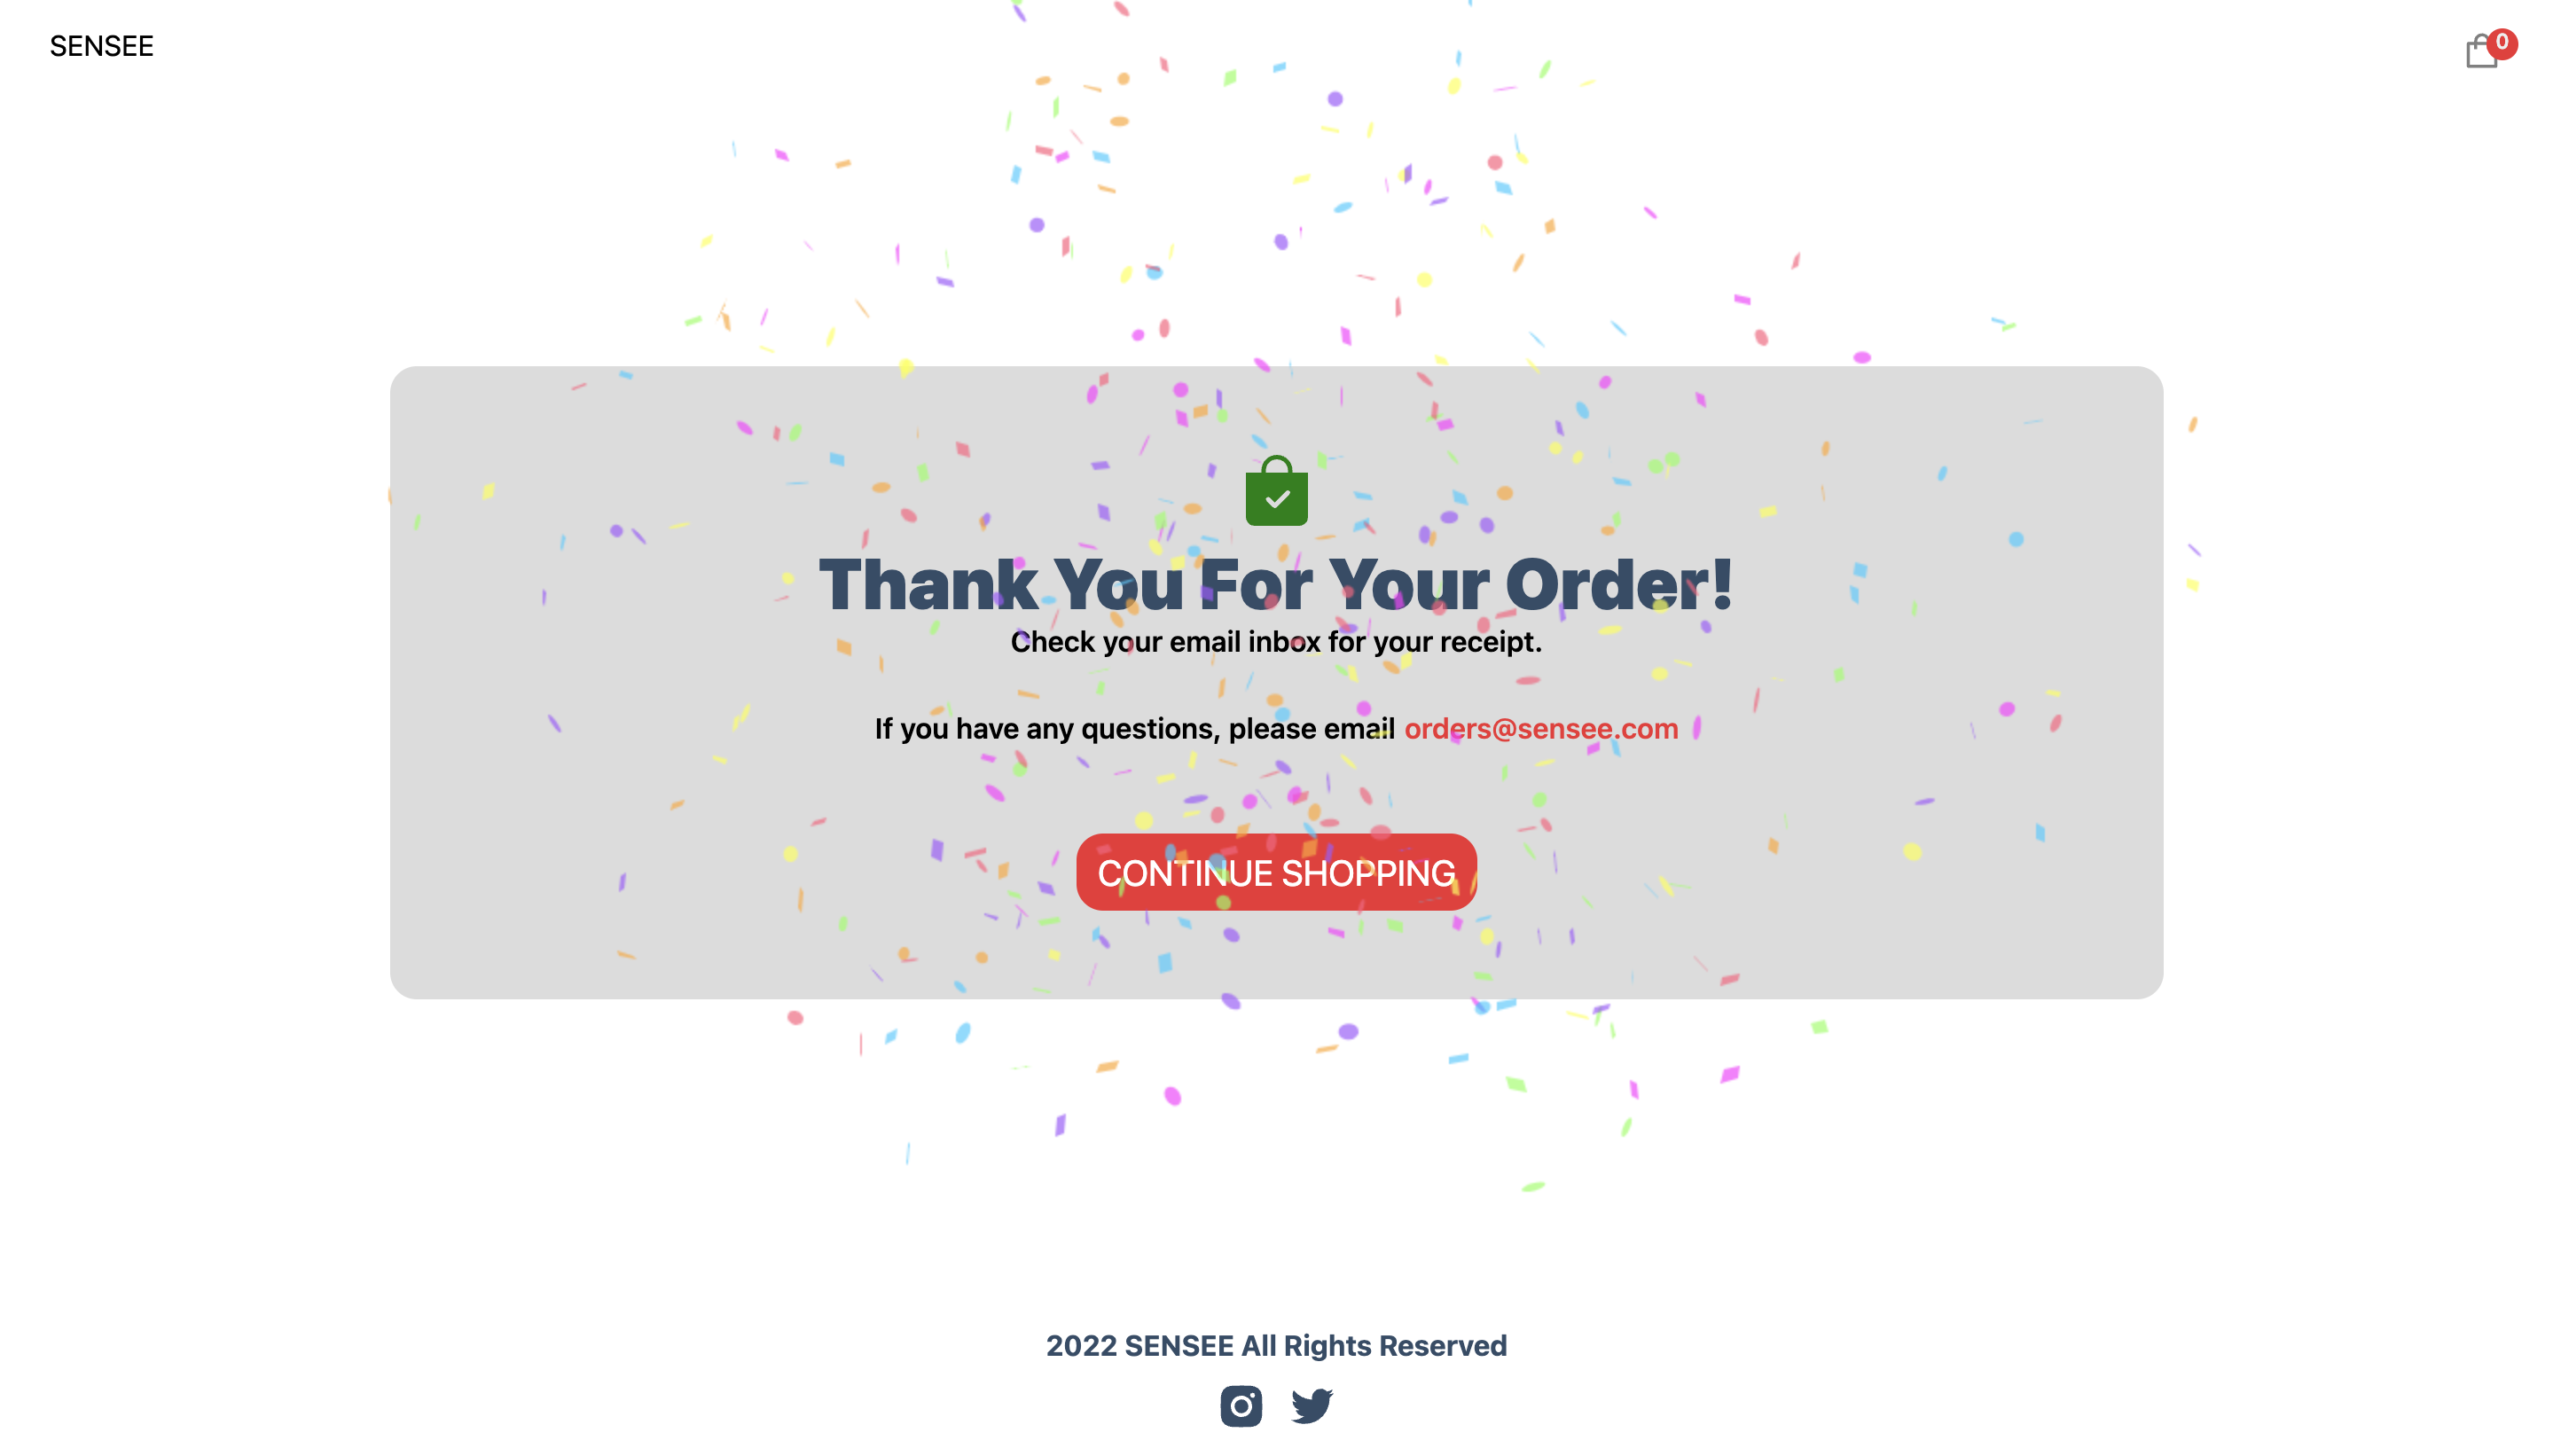 SENSEE
0
Thank You For Your Order!
Check your email inbox for your receipt.
If you have any questions, please email orders@sensee.com
CONTINUE SHOPPING
2022 SENSEE All Rights Reserved